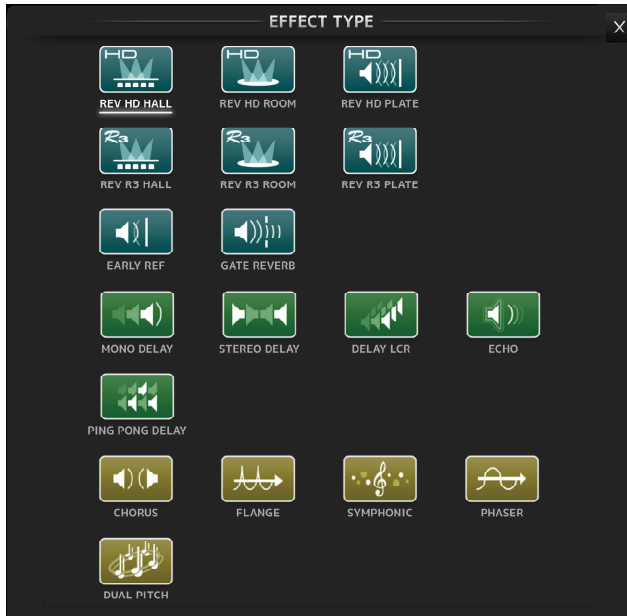 EFFECT TYPE
X
HD HD HD
REV HD HALL REV HD ROOM REV HD PLATE
R3 R3 R3
REV R3 HALL REV R3 ROOM REV R3 PLATE
EARLY REF GATE REVERB
MONO DELAY STEREO DELAY DELAY LCR ECHO
PING PONG DELAY
CHORUS FLANGE SYMPHONIC PHASER
DUAL PITCH